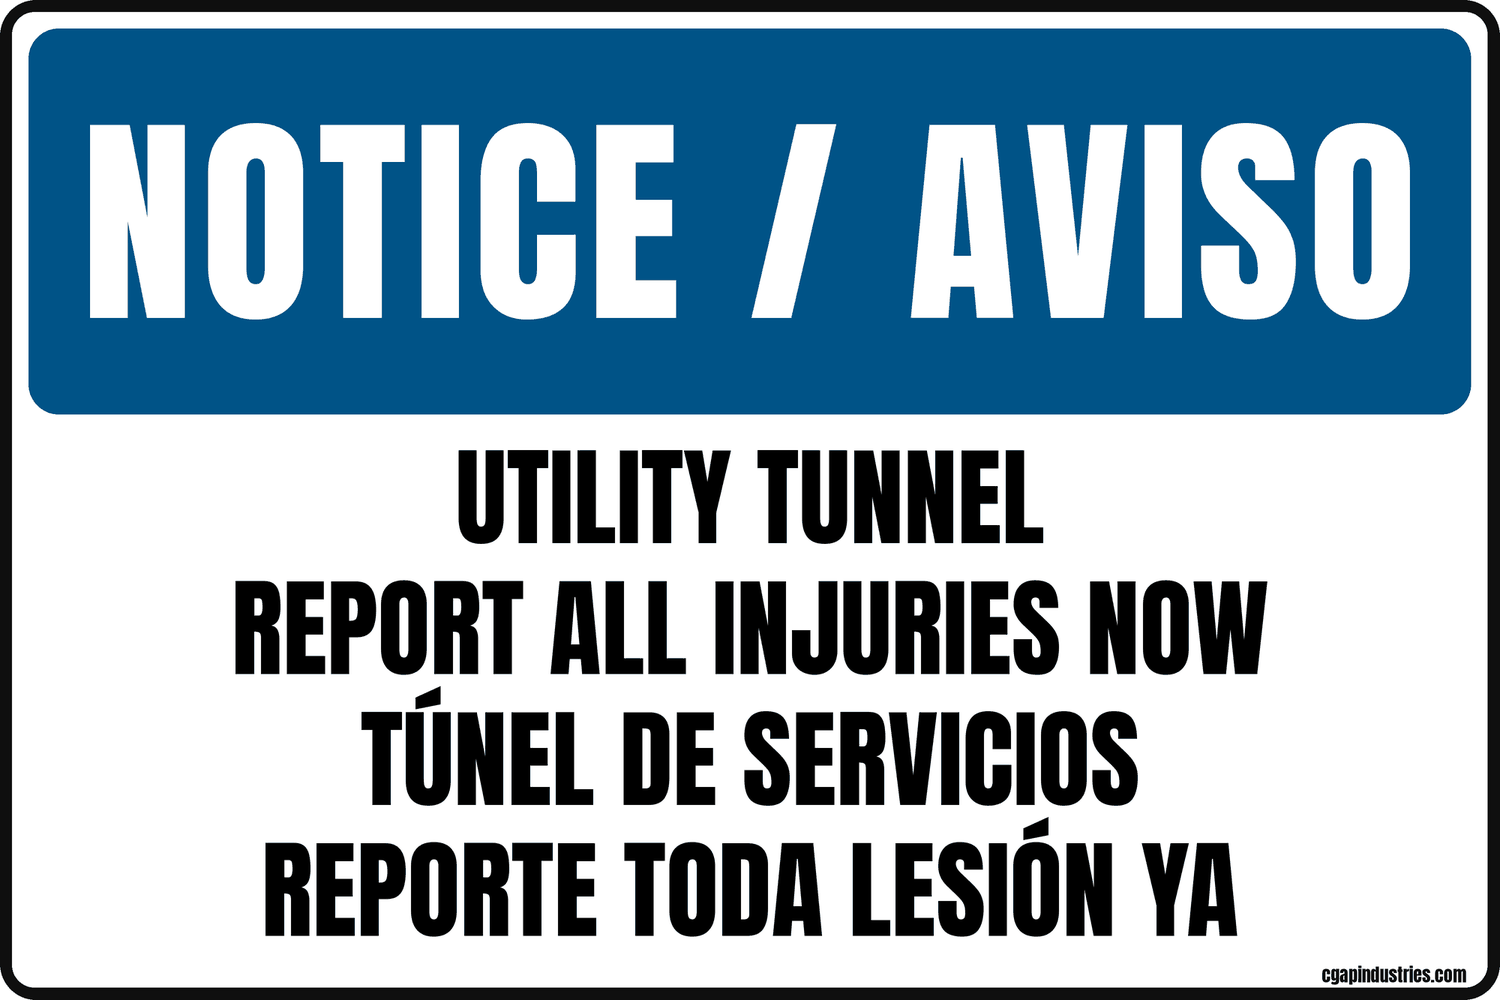 NOTICE / AVISO
UTILITY TUNNEL
REPORT ALL INJURIES NOW
TÚNEL DE SERVICIOS
REPORTE TODA LESIÓN YA
cgapindustries.com